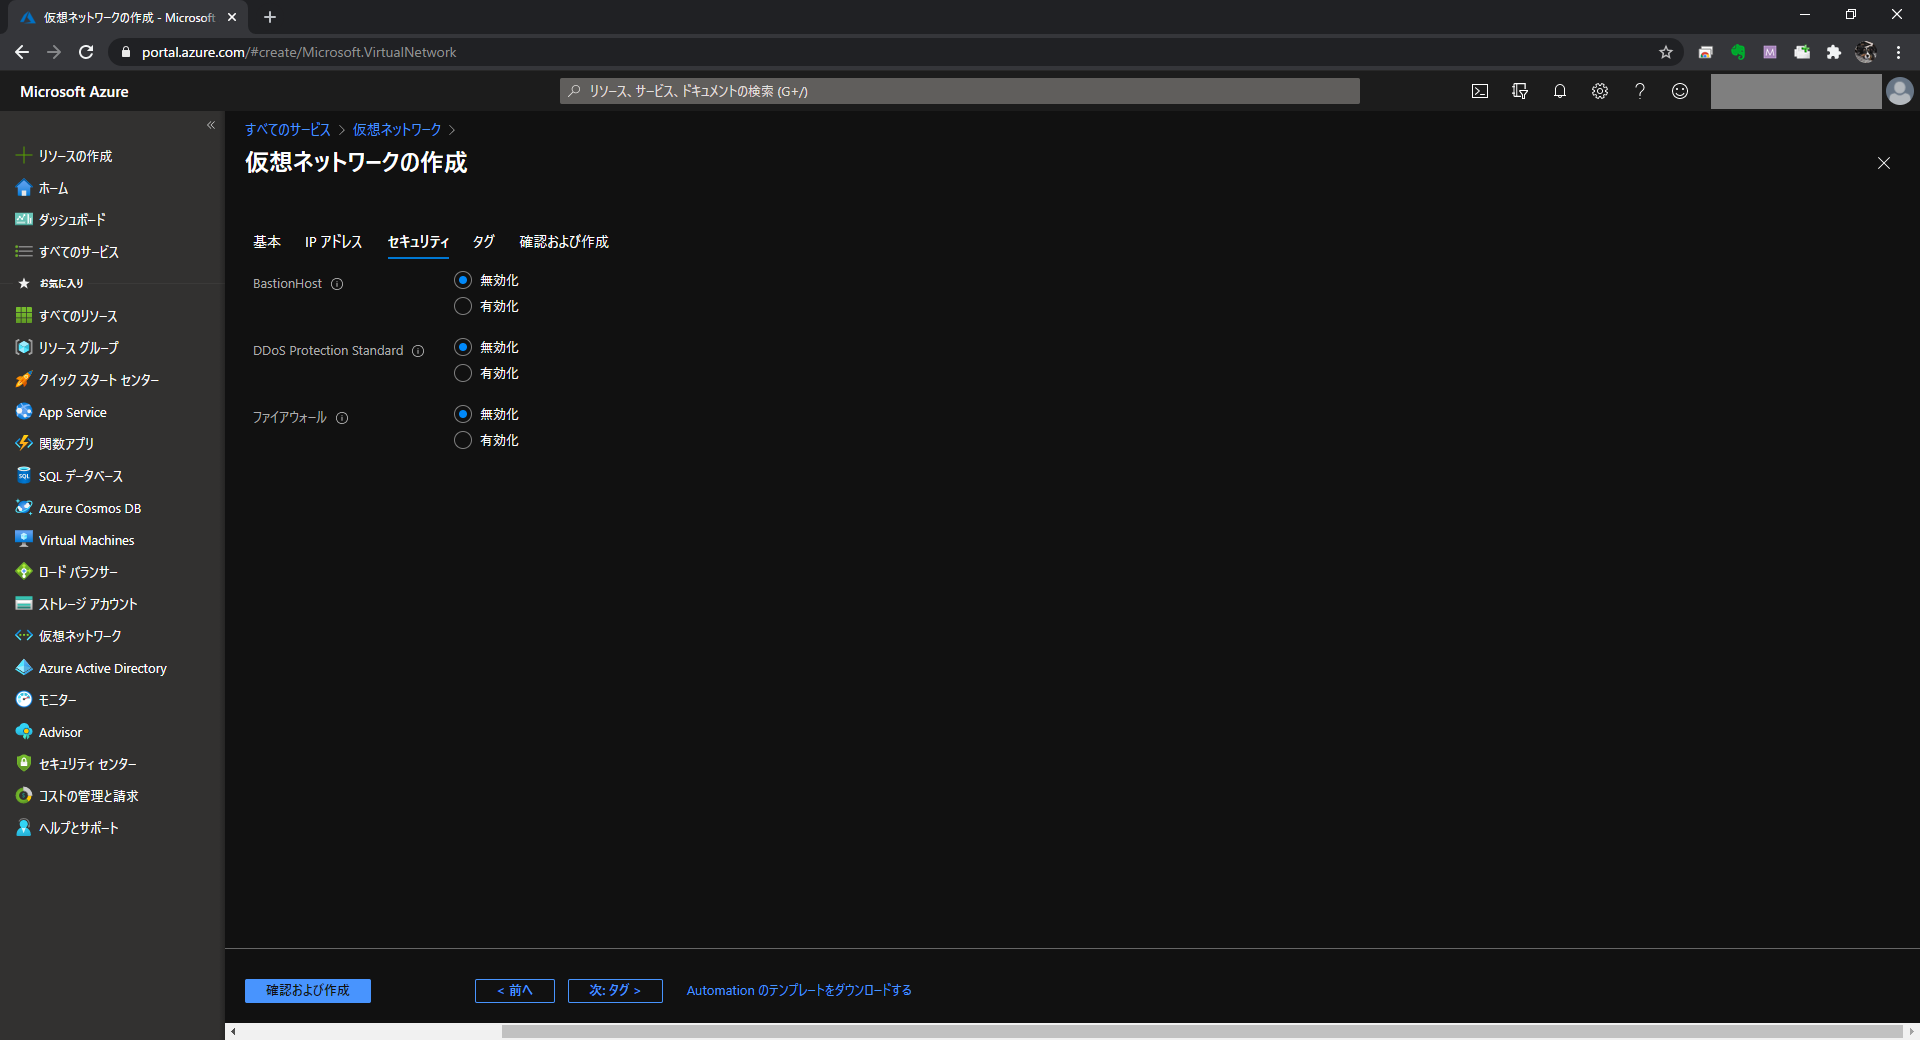 仮想ネットワークの作成 - Microsoft
portal.azure.com/#create/Microsoft.VirtualNetwork
Microsoft Azure
リソース、サービス、ドキュメントの検索 (G+/)
リソースの作成
ホーム
ダッシュボード
すべてのサービス
お気に入り
すべてのリソース
リソース グループ
クイック スタート センター
App Service
関数アプリ
SQL データベース
Azure Cosmos DB
Virtual Machines
ロード バランサー
ストレージ アカウント
仮想ネットワーク
Azure Active Directory
モニター
Advisor
セキュリティ センター
コストの管理と請求
ヘルプとサポート
すべてのサービス > 仮想ネットワーク >
仮想ネットワークの作成
基本 IP アドレス セキュリティ タグ 確認および作成
BastionHost 無効化
有効化
DDoS Protection Standard 無効化
有効化
ファイアウォール 無効化
有効化
確認および作成 < 前へ 次: タグ > Automation のテンプレートをダウンロードする